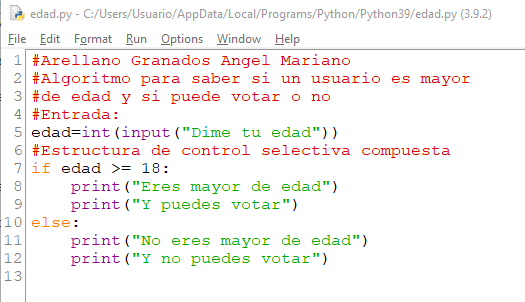 edad.py - C:/Users/Usuario/AppData/Local/Programs/Python/Python39/edad.py (3.9.2)
File Edit Format Run Options Window Help
1 #Arellano Granados Angel Mariano
2 #Algoritmo para saber si un usuario es mayor
3 #de edad y si puede votar o no
4 #Entrada:
5 edad=int(input("Dime tu edad"))
6 #Estructura de control selectiva compuesta
7 if edad >= 18:
8     print("Eres mayor de edad")
9     print("Y puedes votar")
10 else:
11     print("No eres mayor de edad")
12     print("Y no puedes votar")
13